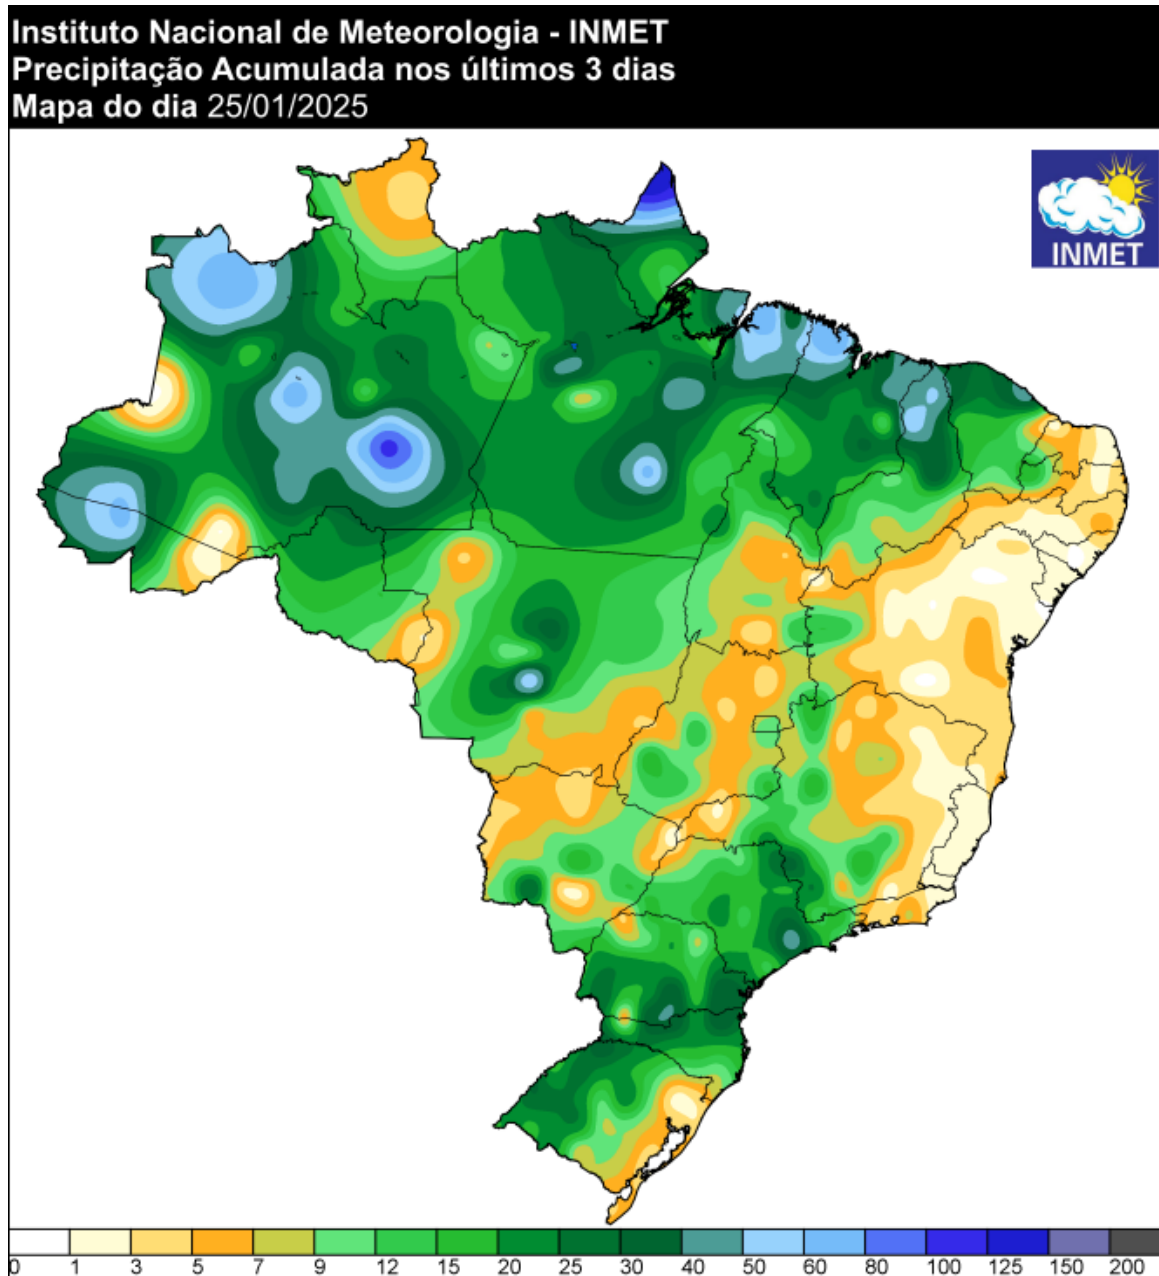 Instituto Nacional de Meteorologia - INMET
Precipitação Acumulada nos últimos 3 dias
Mapa do dia 25/01/2025
INMET
0 1 3 5 7 9 12 15 20 25 30 40 50 60 80 100 125 150 200